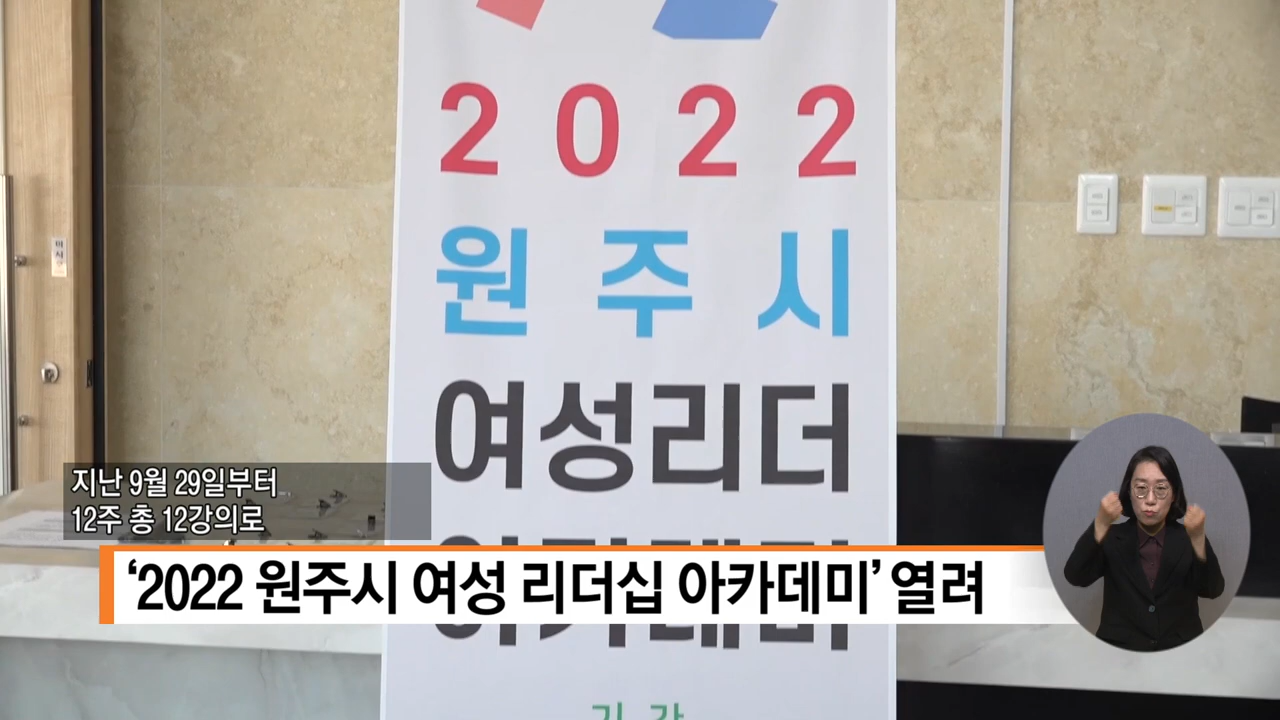 2022
원주시
여성리더
지난 9월 29일부터
12주 총 12강의로
‘2022 원주시 여성 리더십 아카데미’ 열려